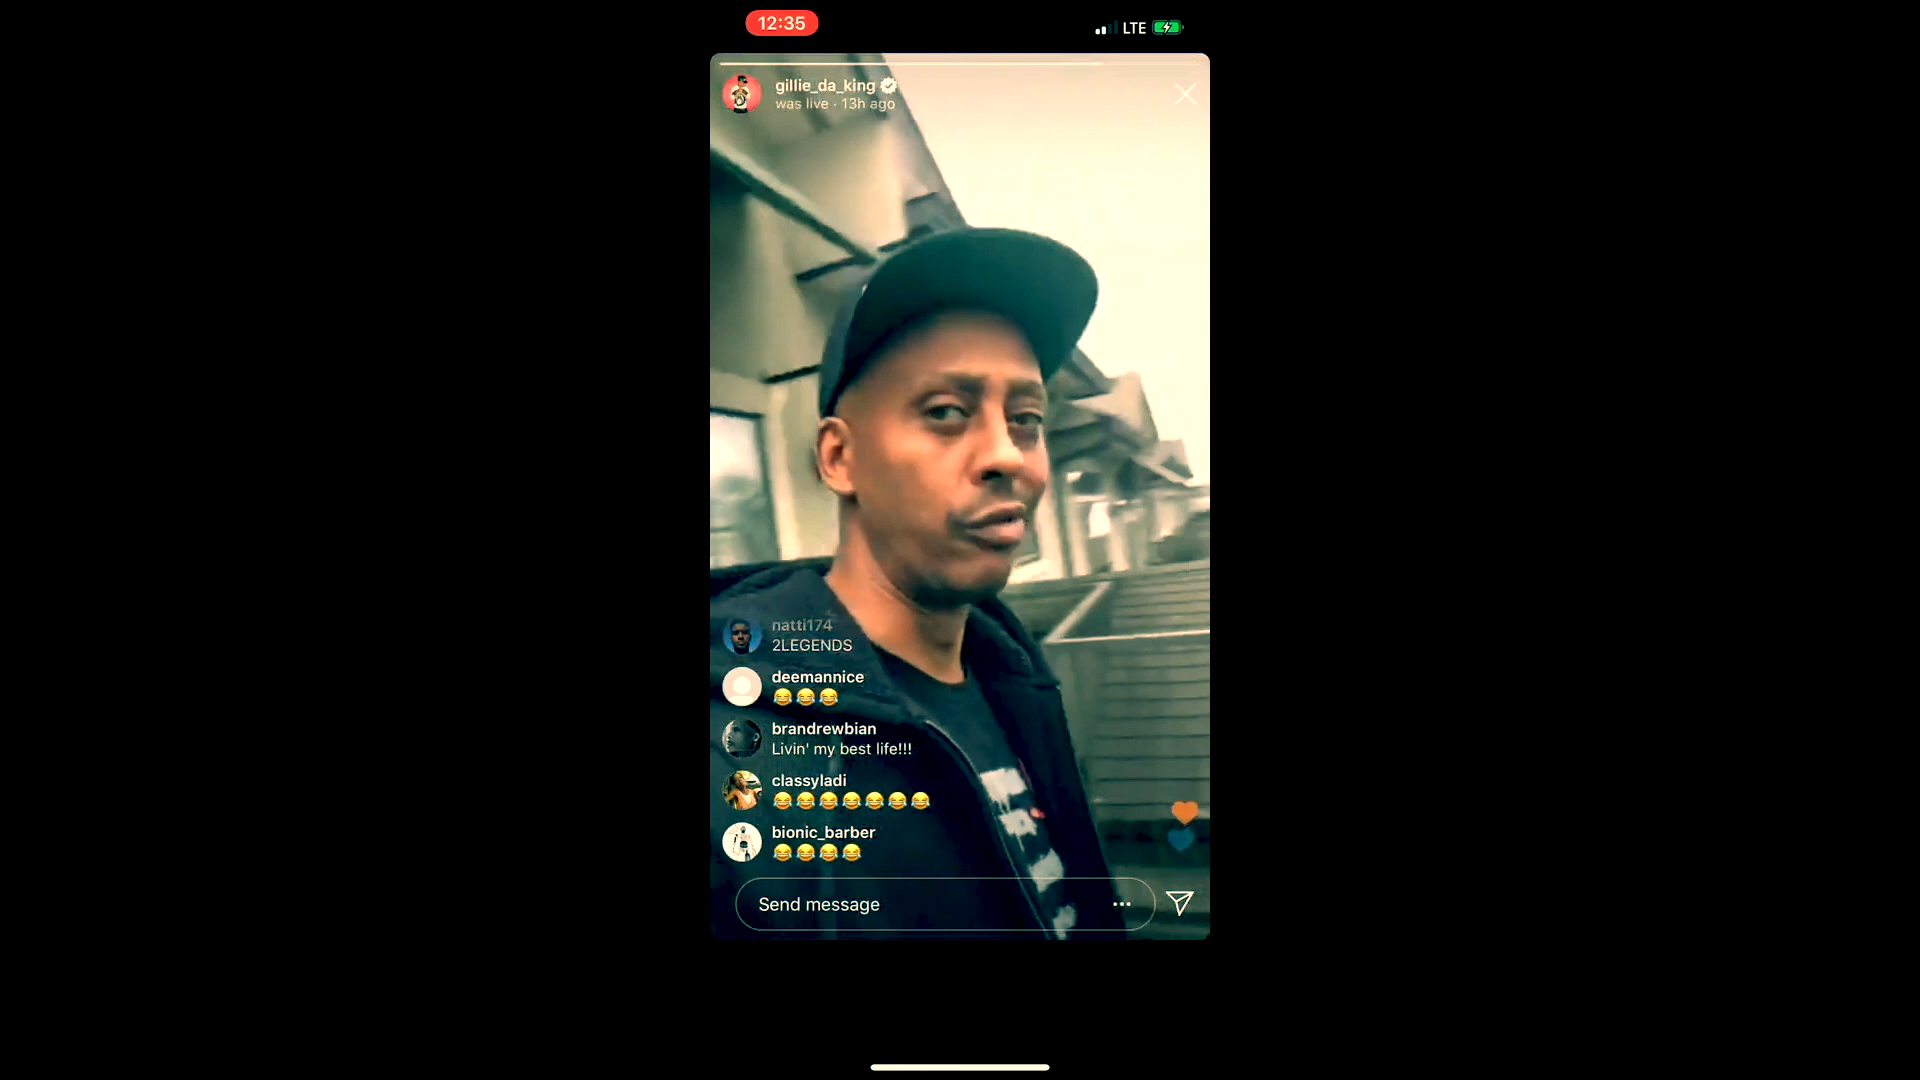 12:35
LTE
gillie_da_king
was live · 13h ago
natti174
2LEGENDS
deemannice
😂😂😂
brandrewbian
Livin' my best life!!!
classyladi
😂😂😂😂😂😂😂
bionic_barber
😂😂😂😂
Send message